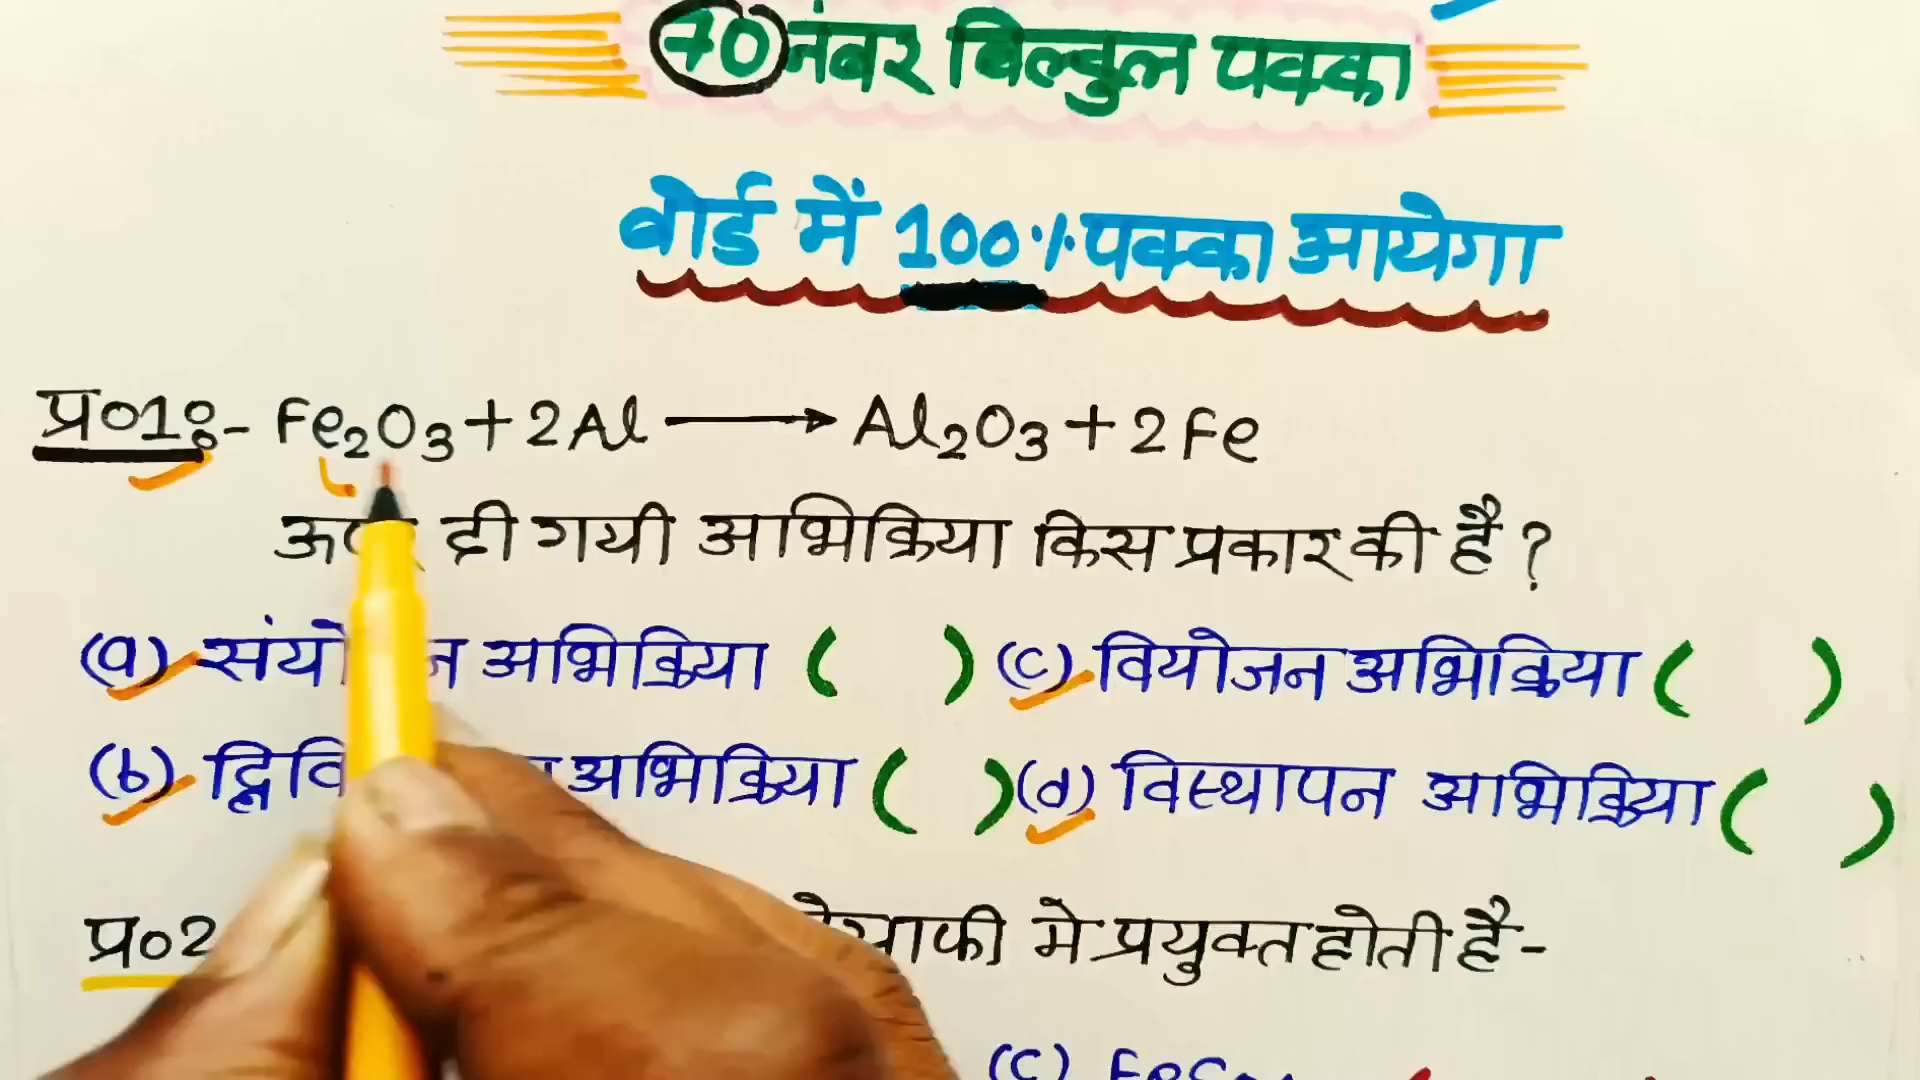 70 नंबर बिल्कुल पक्का
बोर्ड में 100% पक्का आयेगा
प्र01:- Fe₂O₃+2Al ⟶ Al₂O₃+2Fe
दी गयी अभिक्रिया किस प्रकार की है?
(a) अभिक्रिया ( ) (c) वियोजन अभिक्रिया ( )
(b) अभिक्रिया ( ) (d) विस्थापन अभिक्रिया ( )
प्र02 मे प्रयुक्त होती है-
(C)